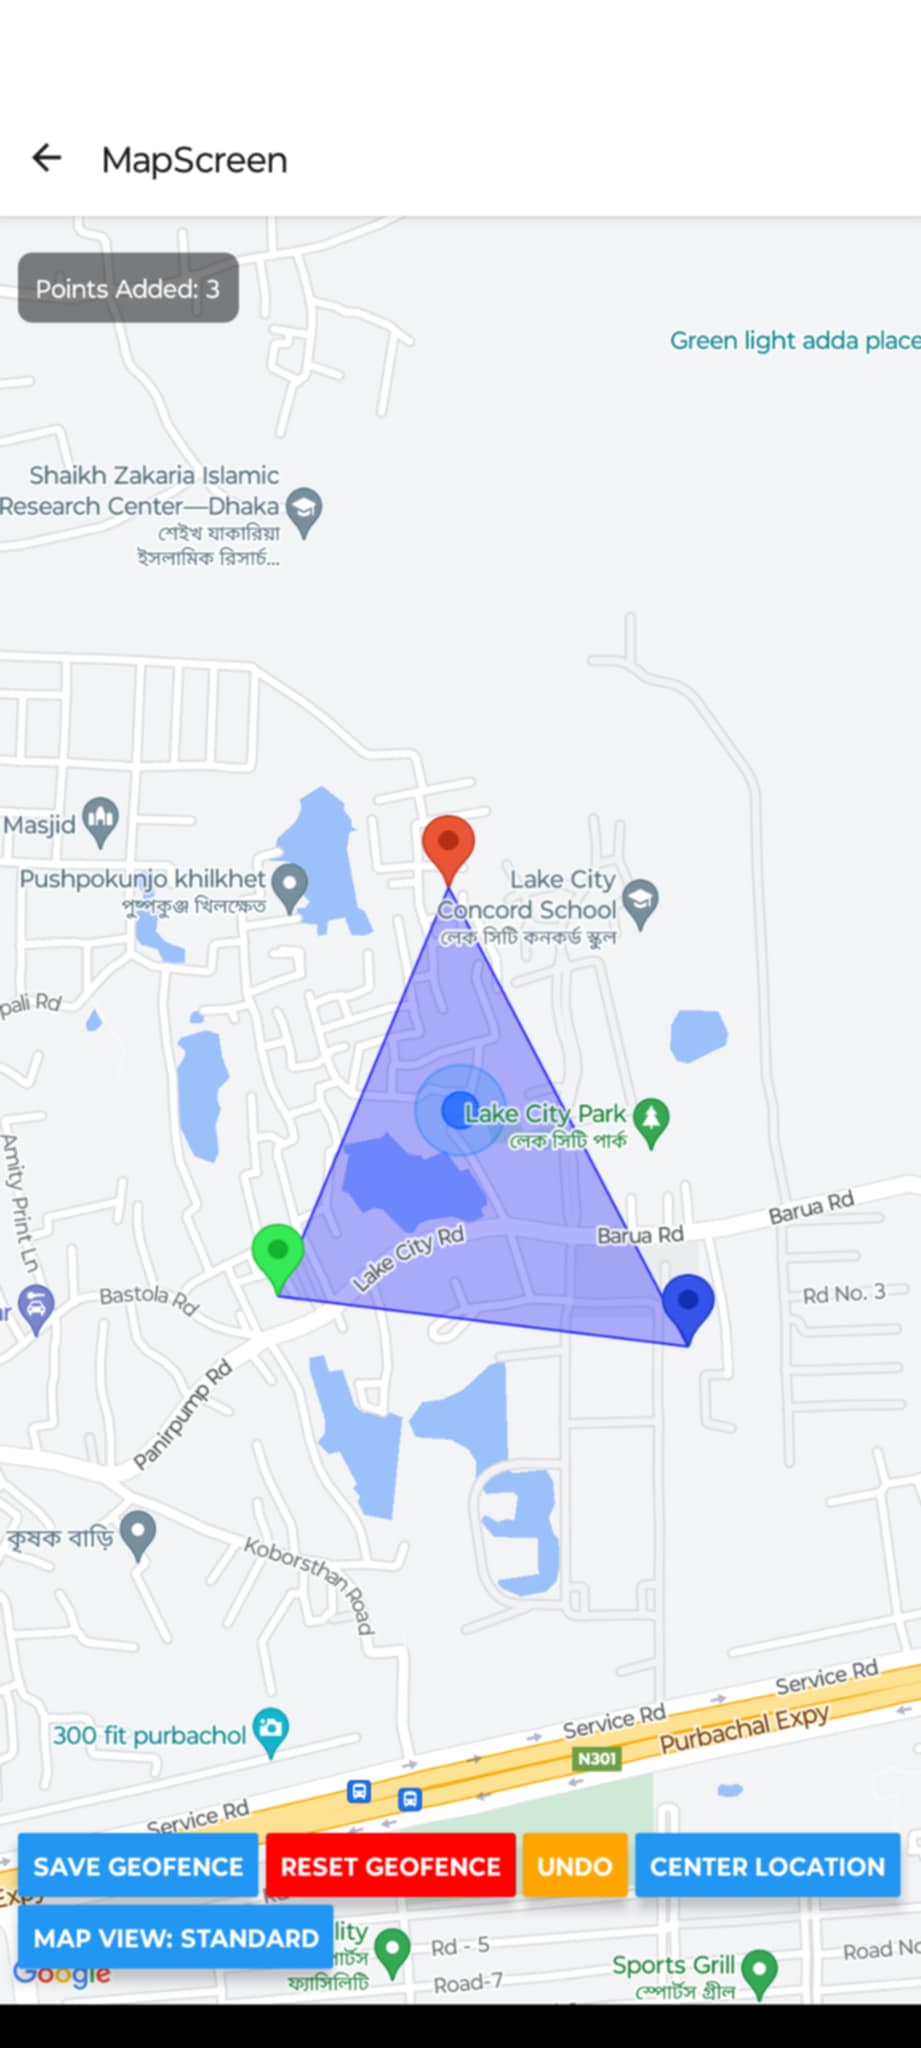 MapScreen
Points Added: 3
Green light adda place
Shaikh Zakaria Islamic
Research Center—Dhaka
শেইখ যাকারিয়া
ইসলামিক রিসার্চ...
Masjid
Pushpokunjo khilkhet
পুষ্পকুঞ্জ খিলক্ষেত
Lake City
Concord School
লেক সিটি কনকর্ড স্কুল
pali Rd
Lake City Park
লেক সিটি পার্ক
Amity Print Ln
Barua Rd
Barua Rd
Lake City Rd
Bastola Rd
Rd No. 3
Panirpump Rd
কৃষক বাড়ি
Koborsthan Road
Service Rd
Service Rd
Purbachal Expy
300 fit purbachol
N301
Service Rd
SAVE GEOFENCE
RESET GEOFENCE
UNDO
CENTER LOCATION
Expy
MAP VIEW: STANDARD
lity
পোর্টস
ফ্যাসিলিটি
Rd - 5
Road-7
Road No
Sports Grill
স্পোর্টস গ্রীল
Google